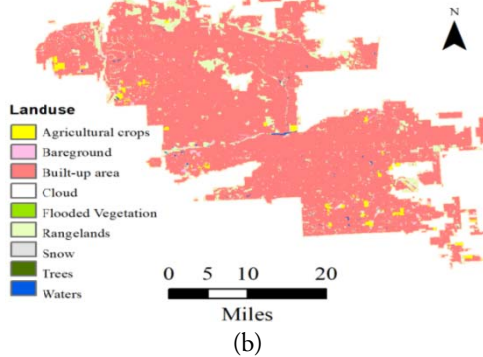 N
Landuse
Agricultural crops
Bareground
Built-up area
Cloud
Flooded Vegetation
Rangelands
Snow
Trees
Waters
0 5 10 20
Miles
(b)